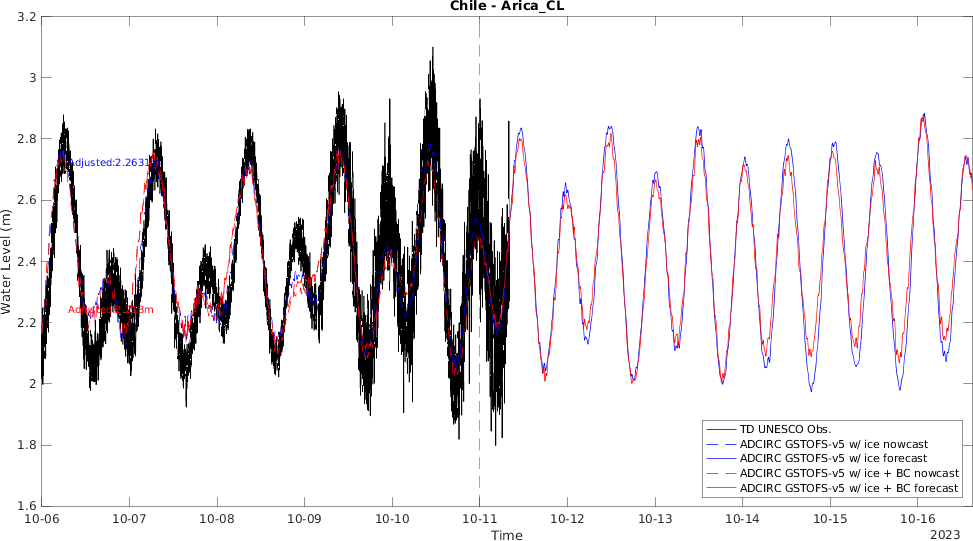 Chile - Arica_CL
3.2
3
2.8
2.6
2.4
2.2
2
1.8
1.6
Water Level (m)
Adjusted:2.2631
10-06
10-07
10-08
10-09
10-10
10-11
10-12
10-13
10-14
10-15
10-16
Time
2023
TD UNESCO Obs.
ADCIRC GSTOFS-v5 w/ ice nowcast
ADCIRC GSTOFS-v5 w/ ice forecast
ADCIRC GSTOFS-v5 w/ ice + BC nowcast
ADCIRC GSTOFS-v5 w/ ice + BC forecast